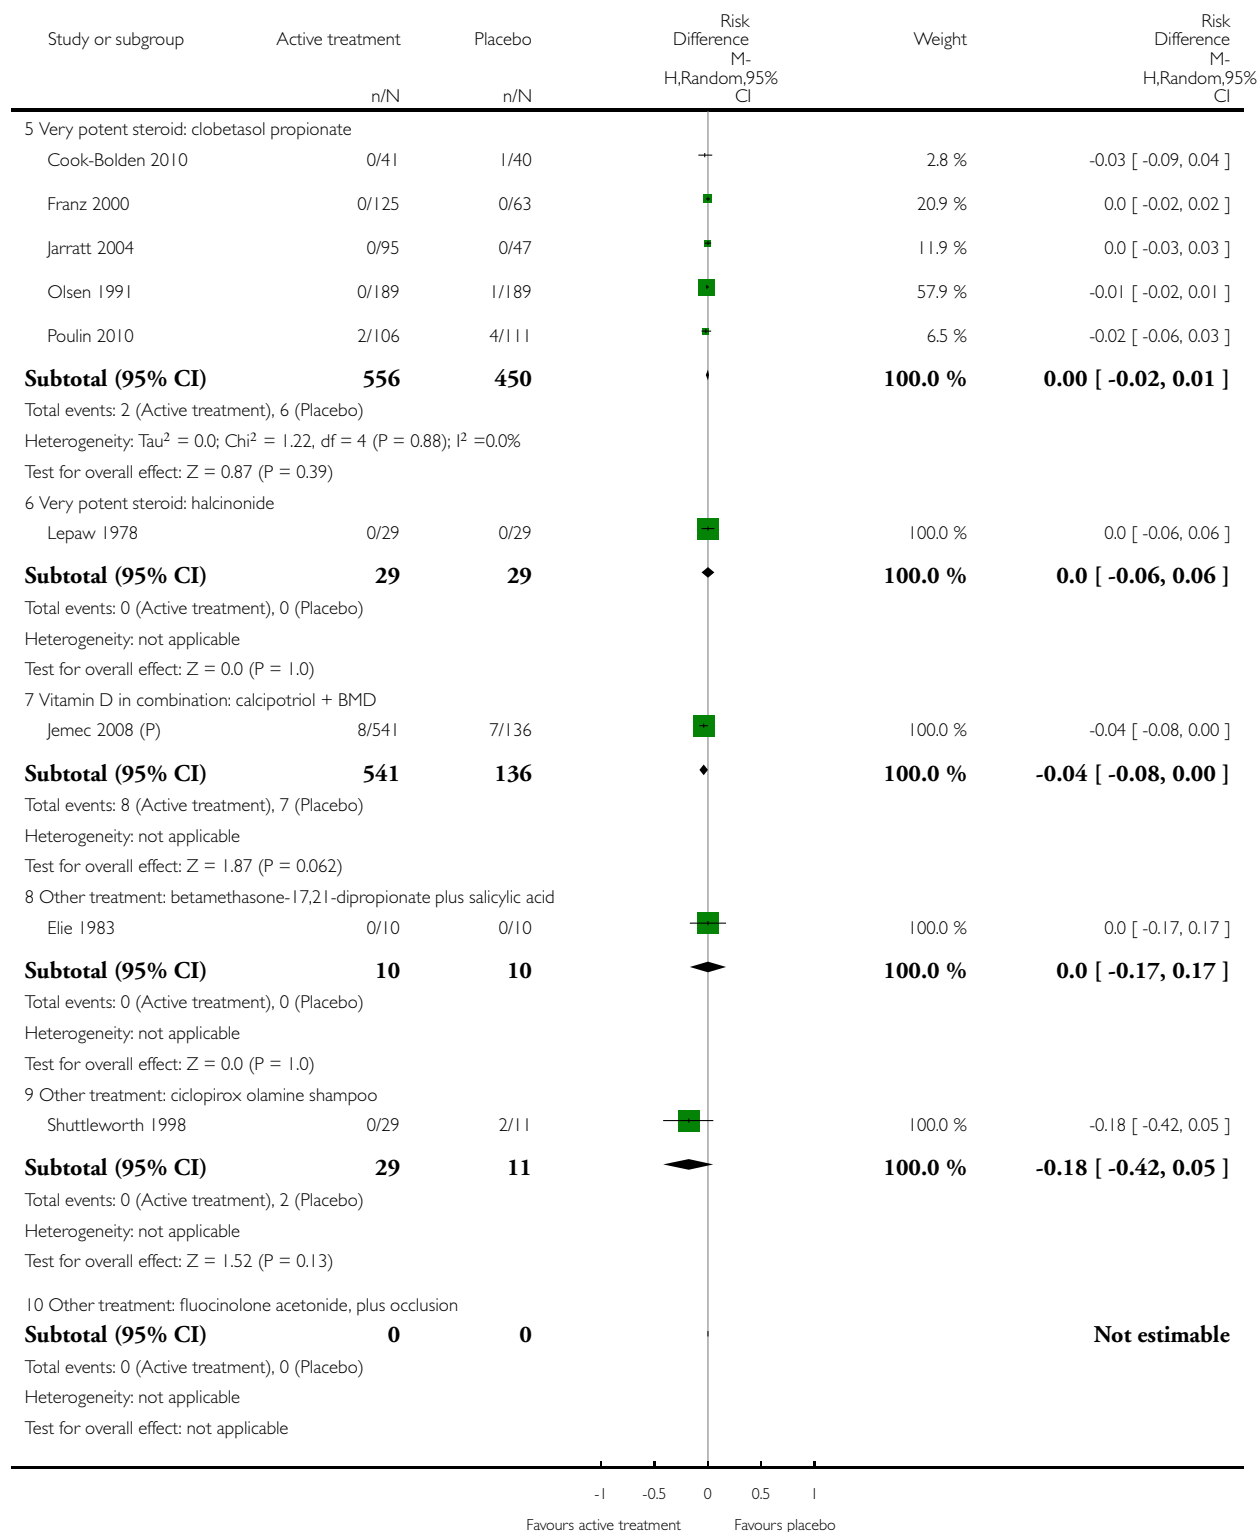 Study or subgroup Active treatment Placebo Risk Difference Weight Risk Difference
M-H,Random,95% CI M-H,Random,95% CI
n/N n/N
5 Very potent steroid: clobetasol propionate
Cook-Bolden 2010 0/41 1/40 2.8 % -0.03 [ -0.09, 0.04 ]
Franz 2000 0/125 0/63 20.9 % 0.0 [ -0.02, 0.02 ]
Jarratt 2004 0/95 0/47 11.9 % 0.0 [ -0.03, 0.03 ]
Olsen 1991 0/189 1/189 57.9 % -0.01 [ -0.02, 0.01 ]
Poulin 2010 2/106 4/111 6.5 % -0.02 [ -0.06, 0.03 ]
Subtotal (95% CI) 556 450 100.0 % 0.00 [ -0.02, 0.01 ]
Total events: 2 (Active treatment), 6 (Placebo)
Heterogeneity: Tau² = 0.0; Chi² = 1.22, df = 4 (P = 0.88); I² =0.0%
Test for overall effect: Z = 0.87 (P = 0.39)
6 Very potent steroid: halcinonide
Lepaw 1978 0/29 0/29 100.0 % 0.0 [ -0.06, 0.06 ]
Subtotal (95% CI) 29 29 100.0 % 0.0 [ -0.06, 0.06 ]
Total events: 0 (Active treatment), 0 (Placebo)
Heterogeneity: not applicable
Test for overall effect: Z = 0.0 (P = 1.0)
7 Vitamin D in combination: calcipotriol + BMD
Jemec 2008 (P) 8/541 7/136 100.0 % -0.04 [ -0.08, 0.00 ]
Subtotal (95% CI) 541 136 100.0 % -0.04 [ -0.08, 0.00 ]
Total events: 8 (Active treatment), 7 (Placebo)
Heterogeneity: not applicable
Test for overall effect: Z = 1.87 (P = 0.062)
8 Other treatment: betamethasone-17,21-dipropionate plus salicylic acid
Elie 1983 0/10 0/10 100.0 % 0.0 [ -0.17, 0.17 ]
Subtotal (95% CI) 10 10 100.0 % 0.0 [ -0.17, 0.17 ]
Total events: 0 (Active treatment), 0 (Placebo)
Heterogeneity: not applicable
Test for overall effect: Z = 0.0 (P = 1.0)
9 Other treatment: ciclopirox olamine shampoo
Shuttleworth 1998 0/29 2/11 100.0 % -0.18 [ -0.42, 0.05 ]
Subtotal (95% CI) 29 11 100.0 % -0.18 [ -0.42, 0.05 ]
Total events: 0 (Active treatment), 2 (Placebo)
Heterogeneity: not applicable
Test for overall effect: Z = 1.52 (P = 0.13)
10 Other treatment: fluocinolone acetonide, plus occlusion
Subtotal (95% CI) 0 0 Not estimable
Total events: 0 (Active treatment), 0 (Placebo)
Heterogeneity: not applicable
Test for overall effect: not applicable
-1 -0.5 0 0.5 1
Favours active treatment Favours placebo